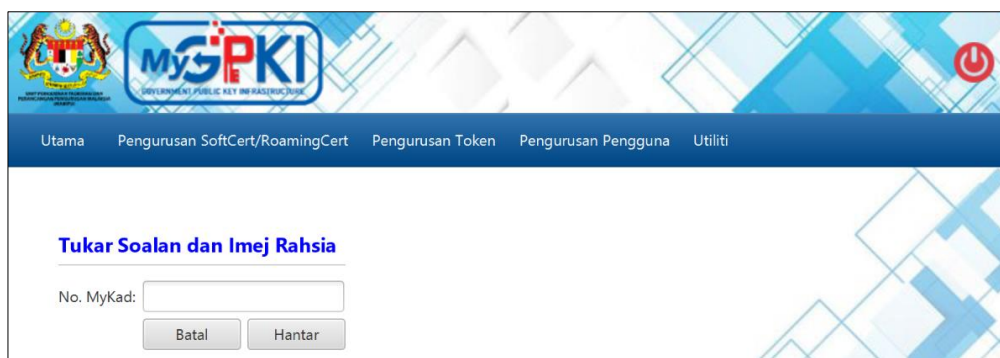 MyGPKI
GOVERNMENT PUBLIC KEY INFRASTRUCTURE
Utama Pengurusan SoftCert/RoamingCert Pengurusan Token Pengurusan Pengguna Utiliti
Tukar Soalan dan Imej Rahsia
No. MyKad:
Batal Hantar